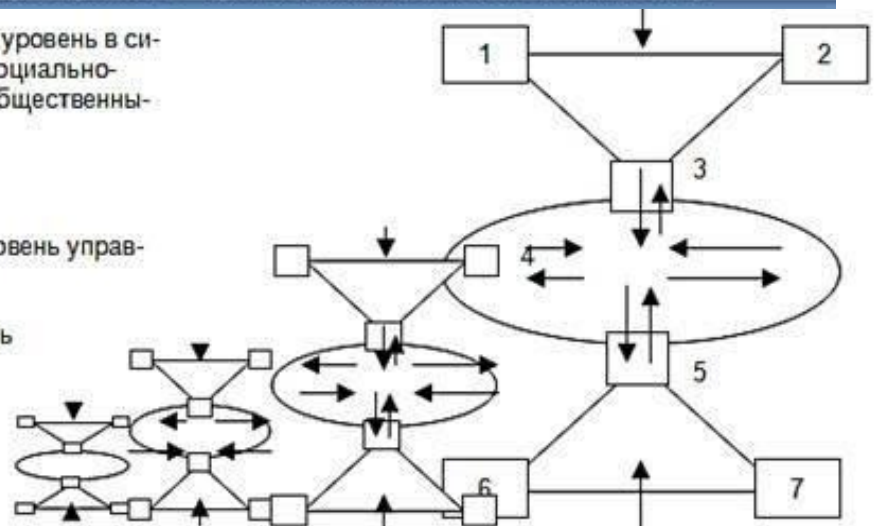 уровень в си-
оциально-
бщественны-
овень управ-
ь
1
2
3
4
5
6
7